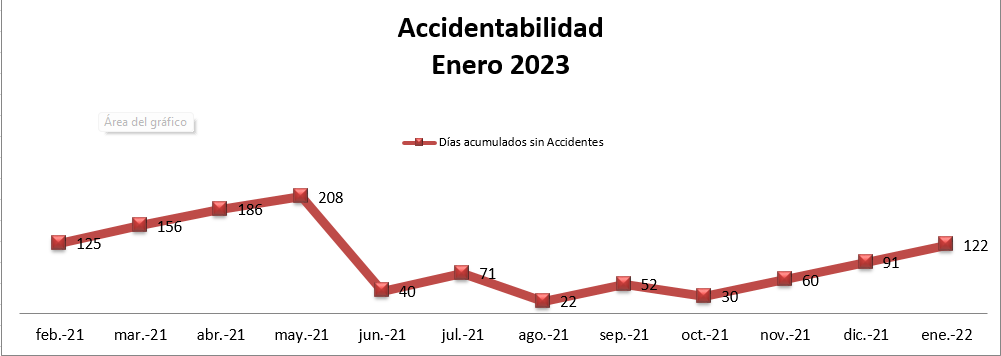 Accidentabilidad
Enero 2023
Área del gráfico
Días acumulados sin Accidentes
125 156 186 208 40 71 22 52 30 60 91 122
feb.-21 mar.-21 abr.-21 may.-21 jun.-21 jul.-21 ago.-21 sep.-21 oct.-21 nov.-21 dic.-21 ene.-22